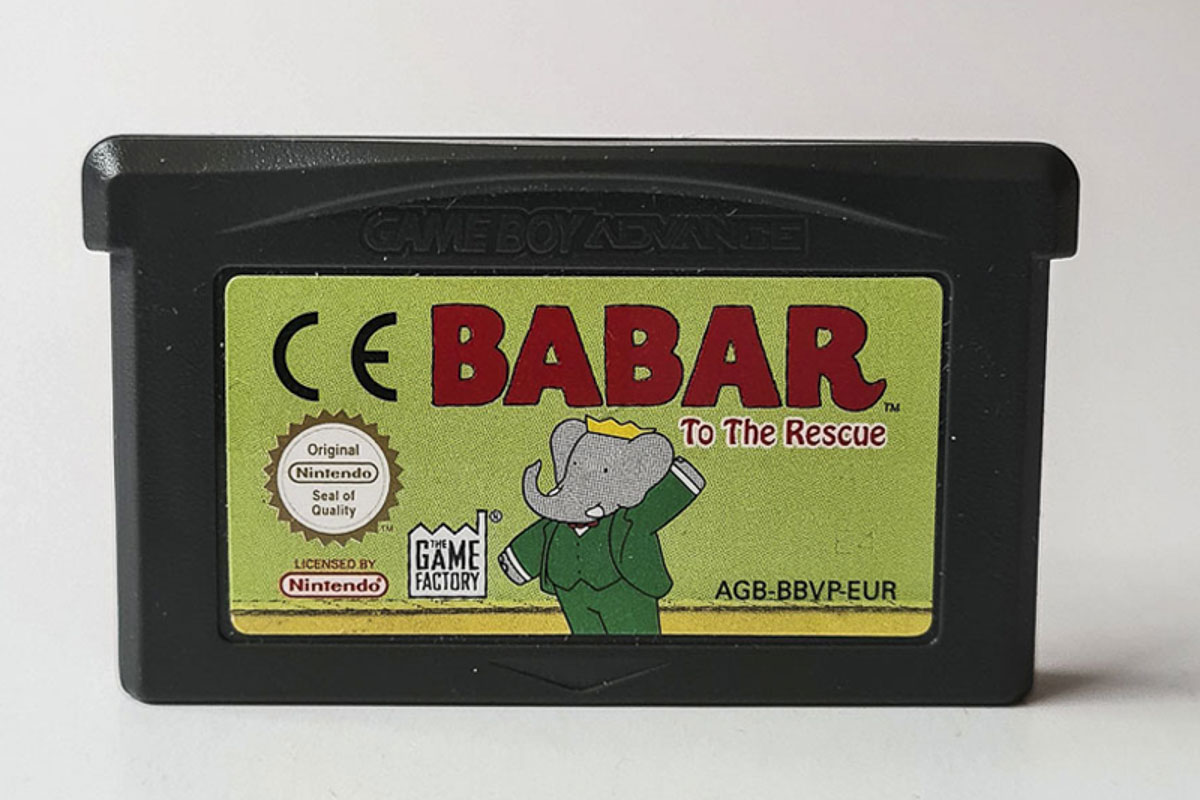 GAME BOY ADVANCE
CE BABAR™
To The Rescue
Original
Nintendo
Seal of
Quality
™
LICENSED BY
Nintendo®
THE
GAME
FACTORY
®
AGB-BBVP-EUR